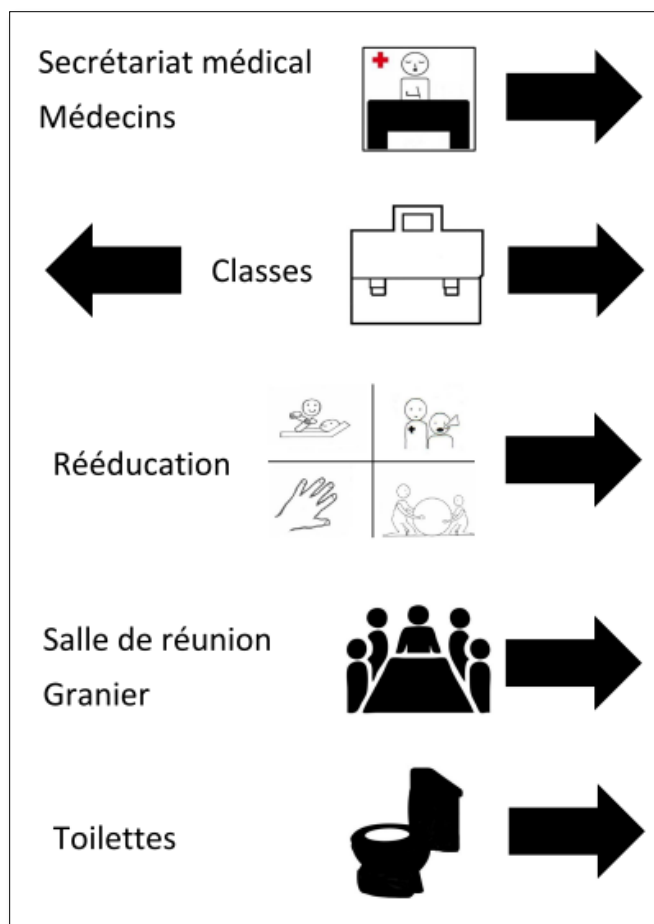 Secrétariat médical
Médecins
Classes
Rééducation
Salle de réunion
Granier
Toilettes